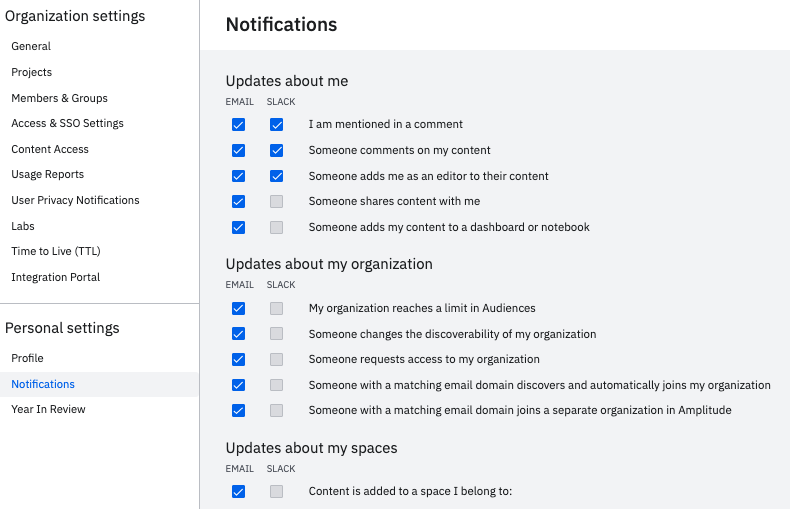 Organization settings
General
Projects
Members & Groups
Access & SSO Settings
Content Access
Usage Reports
User Privacy Notifications
Labs
Time to Live (TTL)
Integration Portal
Personal settings
Profile
Notifications
Year In Review
Notifications
Updates about me
EMAIL SLACK
I am mentioned in a comment
Someone comments on my content
Someone adds me as an editor to their content
Someone shares content with me
Someone adds my content to a dashboard or notebook
Updates about my organization
EMAIL SLACK
My organization reaches a limit in Audiences
Someone changes the discoverability of my organization
Someone requests access to my organization
Someone with a matching email domain discovers and automatically joins my organization
Someone with a matching email domain joins a separate organization in Amplitude
Updates about my spaces
EMAIL SLACK
Content is added to a space I belong to: